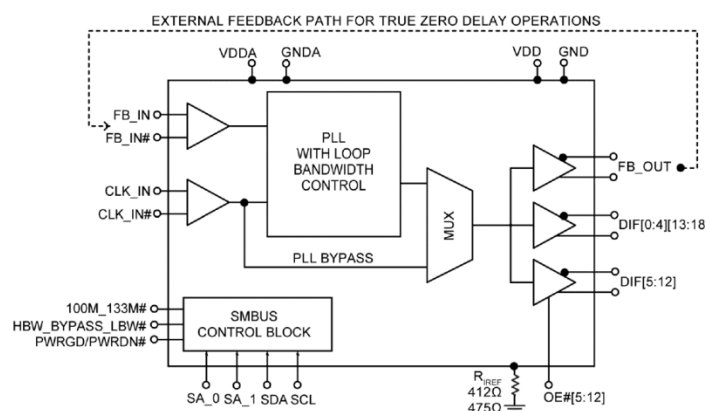 EXTERNAL FEEDBACK PATH FOR TRUE ZERO DELAY OPERATIONS
VDDA
GNDA
VDD
GND
FB_IN
FB_IN#
PLL
WITH LOOP
BANDWIDTH
CONTROL
FB_OUT
CLK_IN
CLK_IN#
MUX
DIF[0:4][13:18
PLL BYPASS
DIF[5:12]
100M_133M#
HBW_BYPASS_LBW#
PWRGD/PWRDN#
SMBUS
CONTROL BLOCK
SA_0
SA_1
SDA
SCL
RIREF
412Ω
475Ω
OE#[5:12]